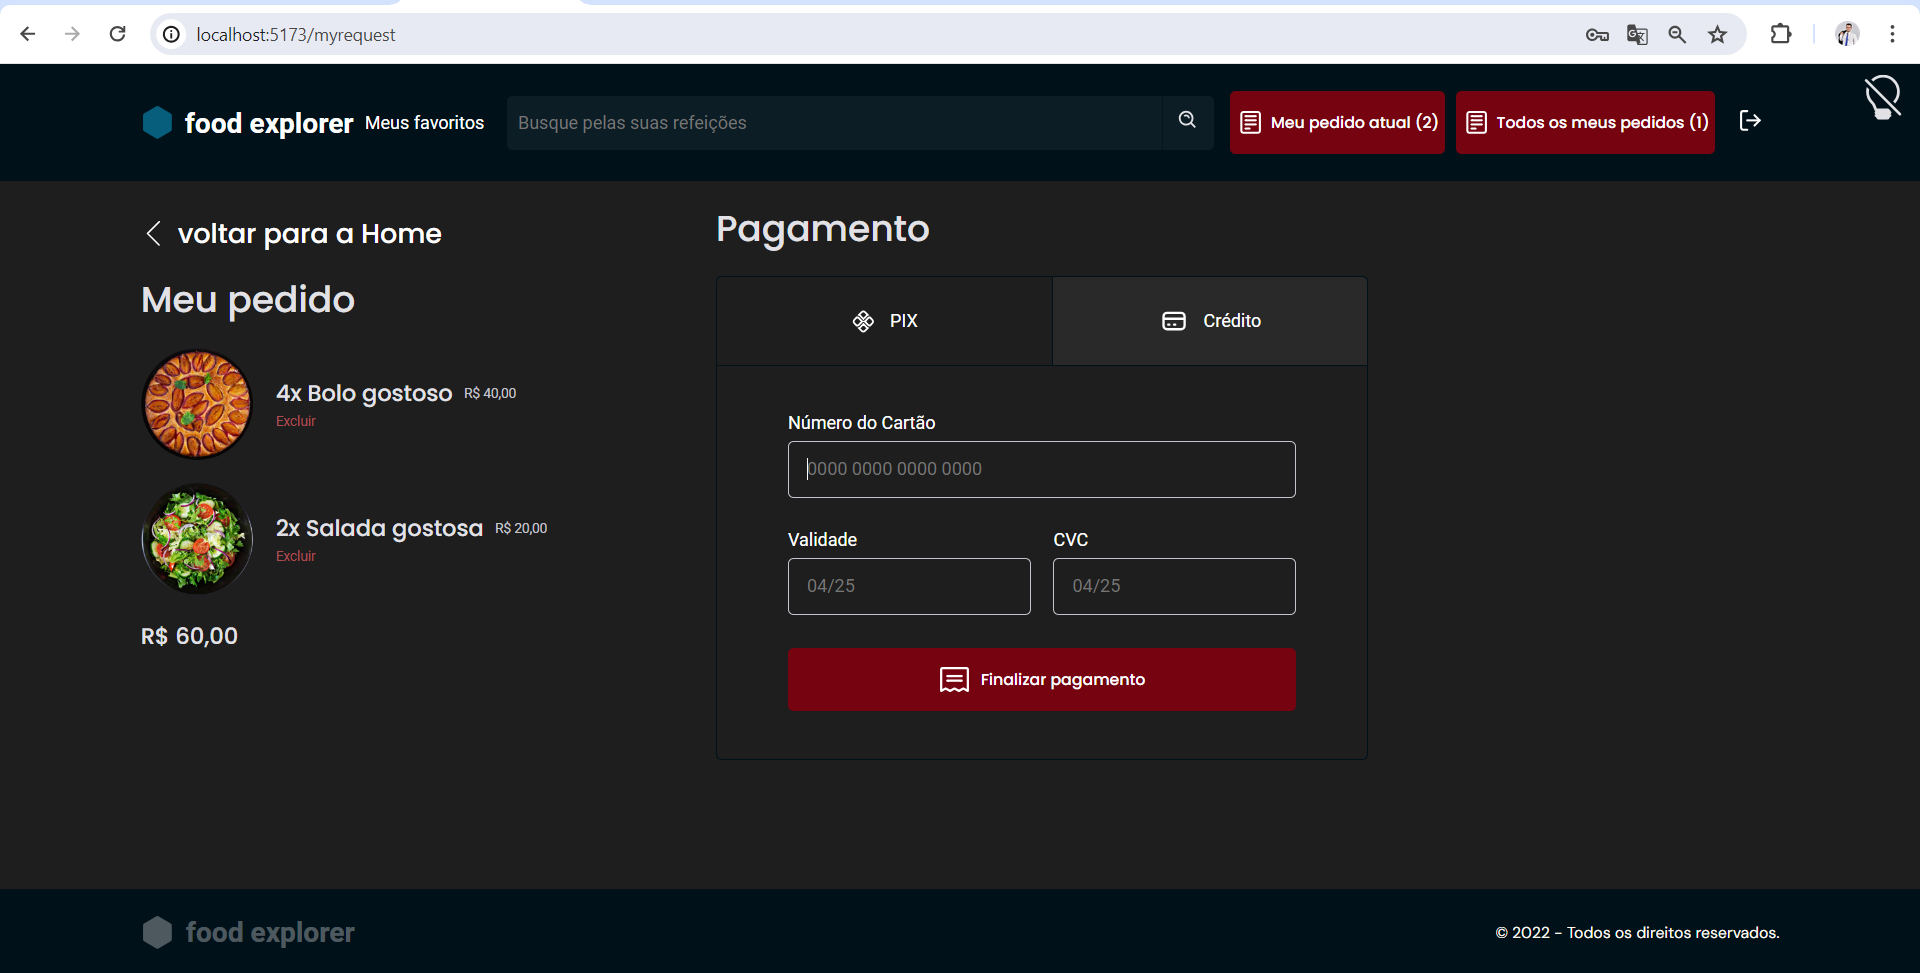 localhost:5173/myrequest
food explorer
Meus favoritos
Busque pelas suas refeições
Meu pedido atual (2)
Todos os meus pedidos (1)
voltar para a Home
Meu pedido
4x Bolo gostoso R$ 40,00
Excluir
2x Salada gostosa R$ 20,00
Excluir
R$ 60,00
Pagamento
PIX
Crédito
Número do Cartão
0000 0000 0000 0000
Validade
04/25
CVC
04/25
Finalizar pagamento
food explorer
© 2022 - Todos os direitos reservados.